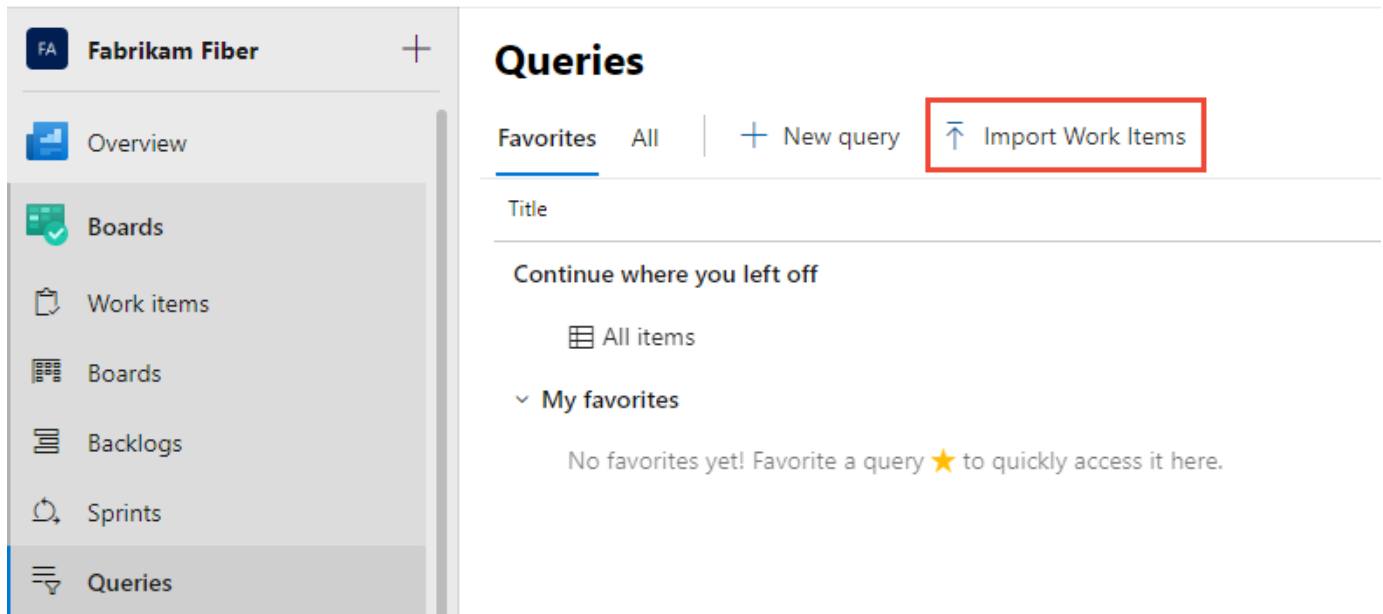 FA Fabrikam Fiber
Overview
Boards
Work items
Boards
Backlogs
Sprints
Queries
Queries
Favorites All New query Import Work Items
Title
Continue where you left off
All items
My favorites
No favorites yet! Favorite a query ⭐ to quickly access it here.